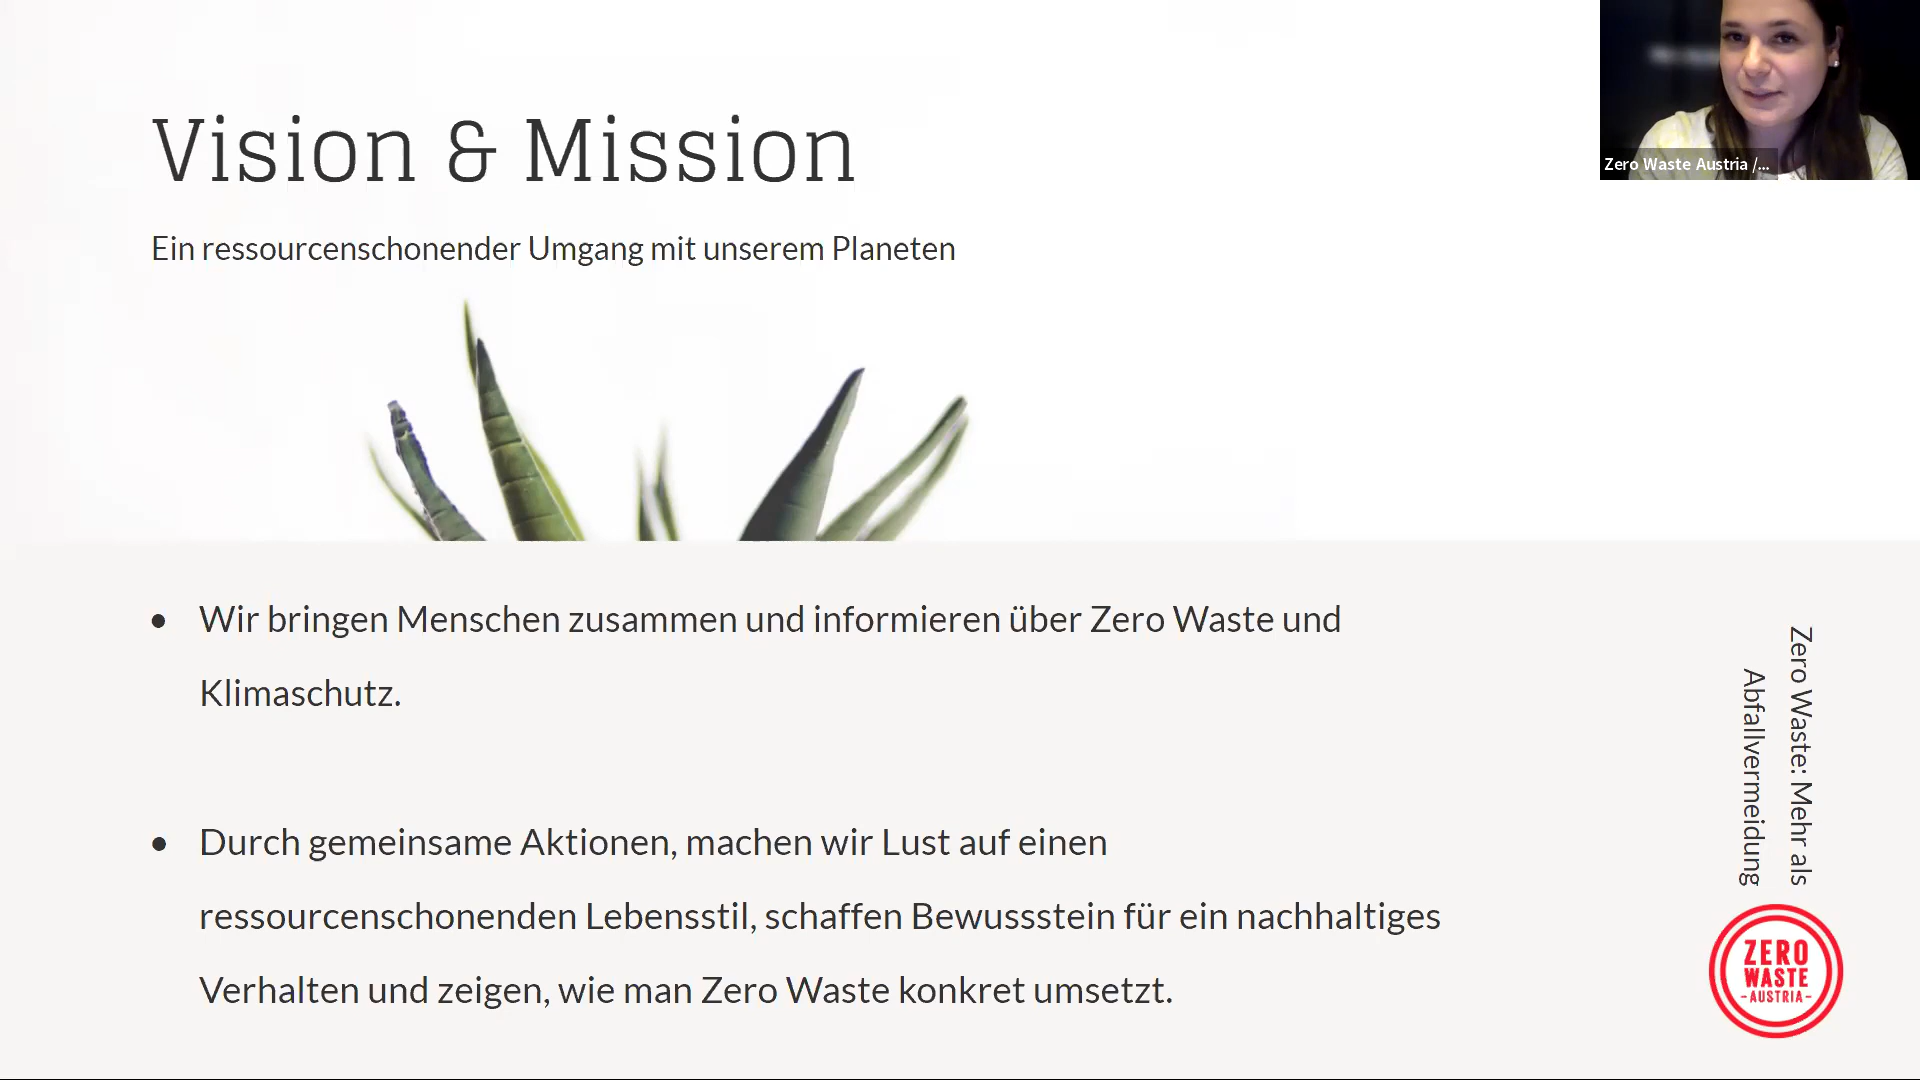 Vision & Mission
Zero Waste Austria /...
Ein ressourcenschonender Umgang mit unserem Planeten
• Wir bringen Menschen zusammen und informieren über Zero Waste und
Klimaschutz.
• Durch gemeinsame Aktionen, machen wir Lust auf einen
ressourcenschonenden Lebensstil, schaffen Bewussstein für ein nachhaltiges
Verhalten und zeigen, wie man Zero Waste konkret umsetzt.
Zero Waste: Mehr als
Abfallvermeidung
ZERO
WASTE
-AUSTRIA-